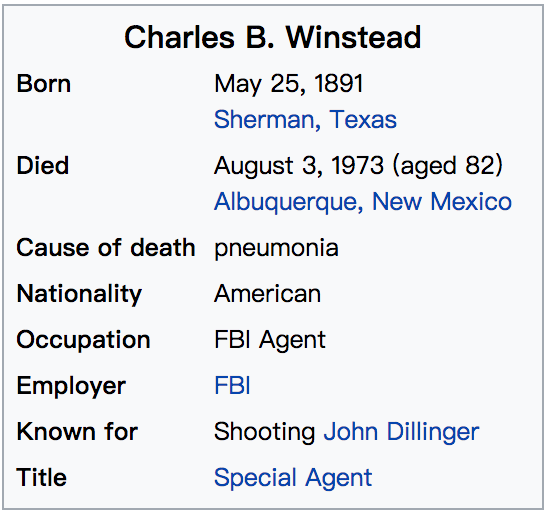 Charles B. Winstead
Born May 25, 1891
Sherman, Texas
Died August 3, 1973 (aged 82)
Albuquerque, New Mexico
Cause of death pneumonia
Nationality American
Occupation FBI Agent
Employer FBI
Known for Shooting John Dillinger
Title Special Agent